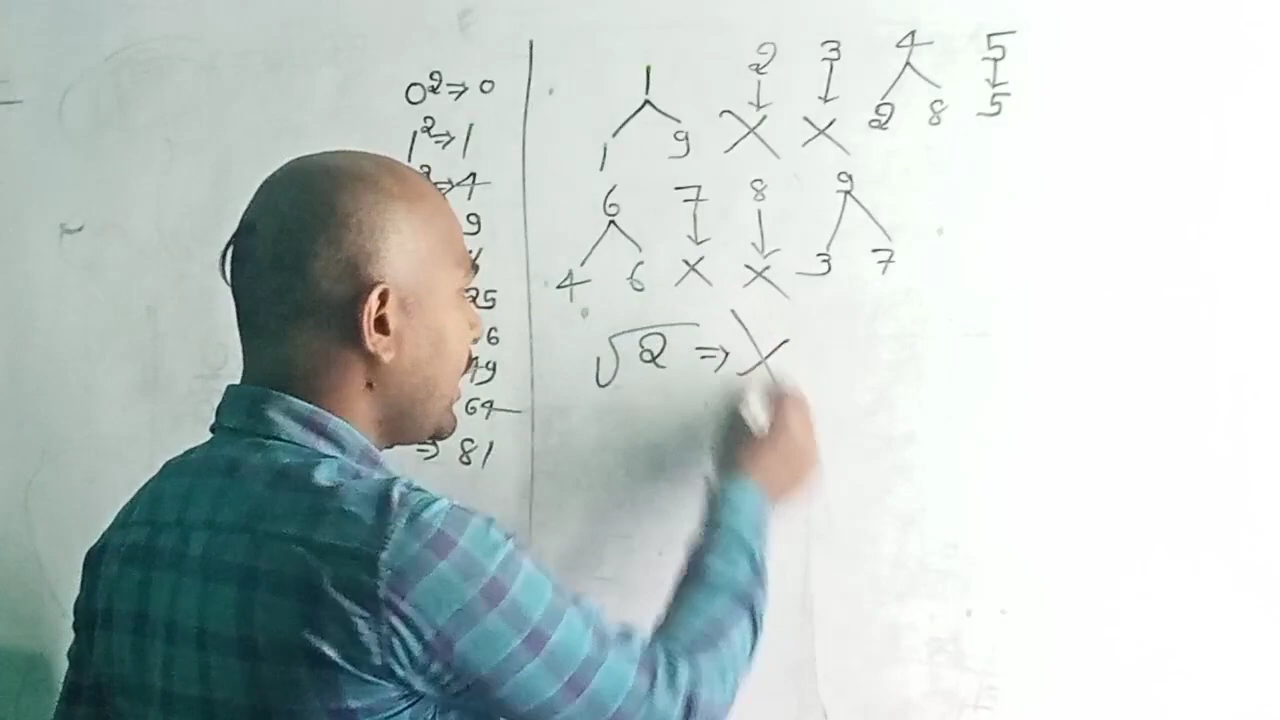 0² ⇒ 0
1² ⇒ 1
² ⇒ 4
9
25
6
49
64
⇒ 81
1 2 3 4 5
1 9 X X 2 8 5
6 7 8 9
4 6 X X 3 7
√2 ⇒ X